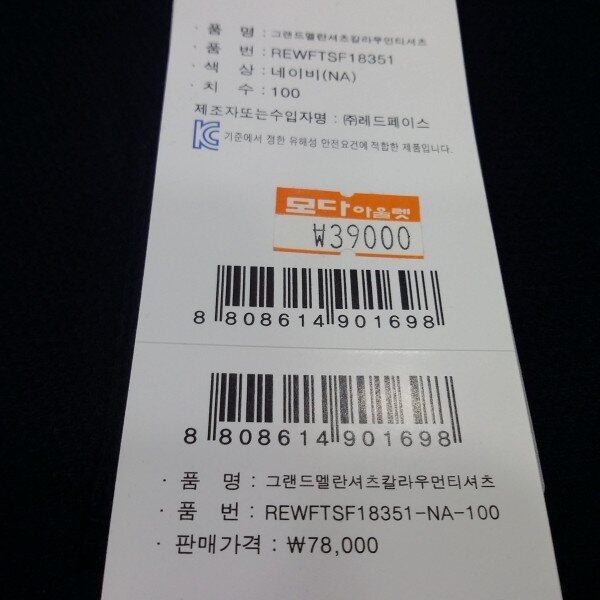 · 품 명 : 그랜드멜란셔츠칼라우먼티셔츠
· 품 번 : REWFTSF18351
· 색 상 : 네이비(NA)
· 치 수 : 100
제조자또는수입자명 : ㈜레드페이스
KC 기준에서 정한 유해성 안전요건에 적합한 제품입니다.
모다아울렛
₩39000
8 808614 901698
8 808614 901698
· 품 명 : 그랜드멜란셔츠칼라우먼티셔츠
· 품 번 : REWFTSF18351-NA-100
· 판매가격 : ₩78,000